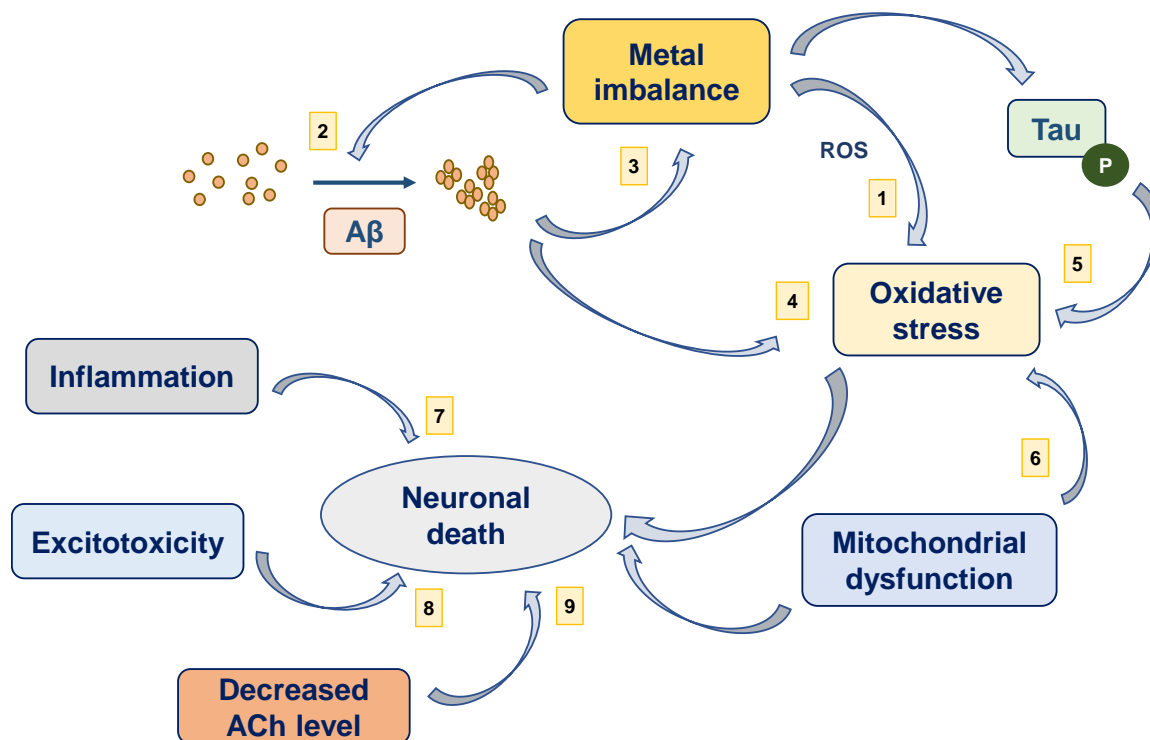 Metal
imbalance
2
Tau
P
3
ROS
1
Aβ
5
4
Oxidative
stress
Inflammation
7
6
Neuronal
death
Excitotoxicity
Mitochondrial
dysfunction
8
9
Decreased
ACh level